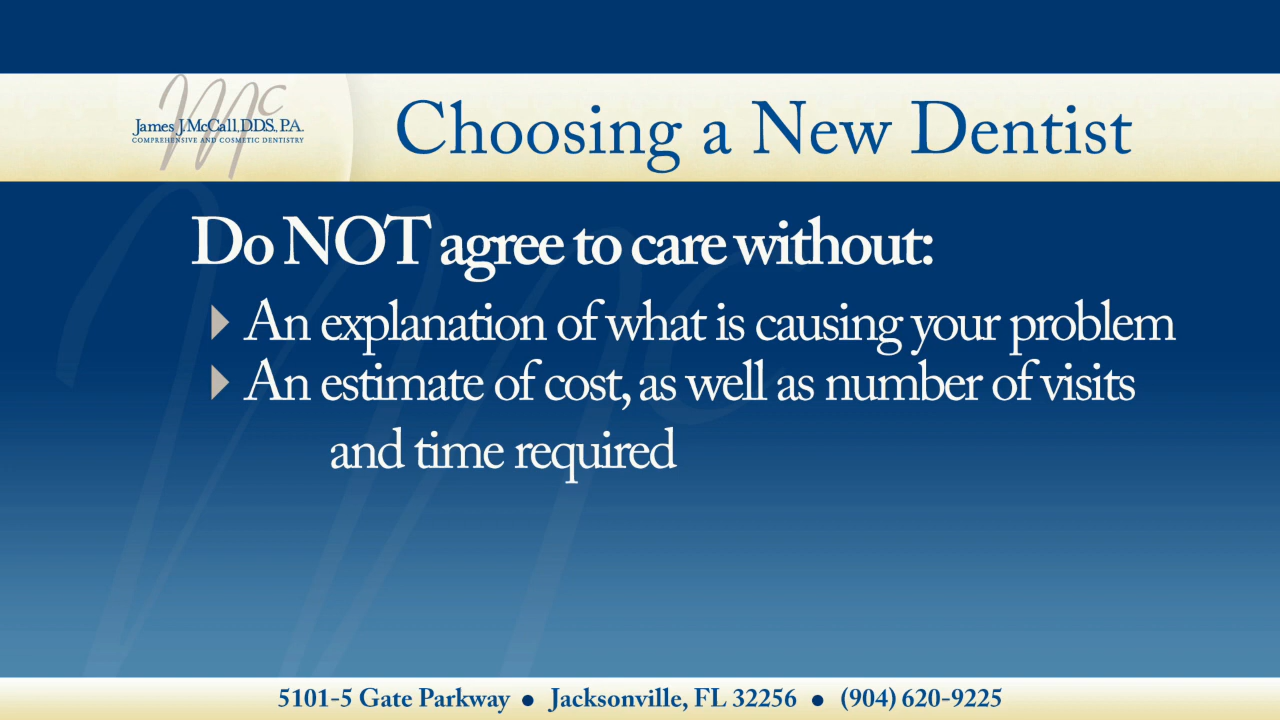 Mc
James J. McCall, D.D.S., P.A.
COMPREHENSIVE AND COSMETIC DENTISTRY
Choosing a New Dentist
Do NOT agree to care without:
An explanation of what is causing your problem
An estimate of cost, as well as number of visits
and time required
5101-5 Gate Parkway ● Jacksonville, FL 32256 ● (904) 620-9225